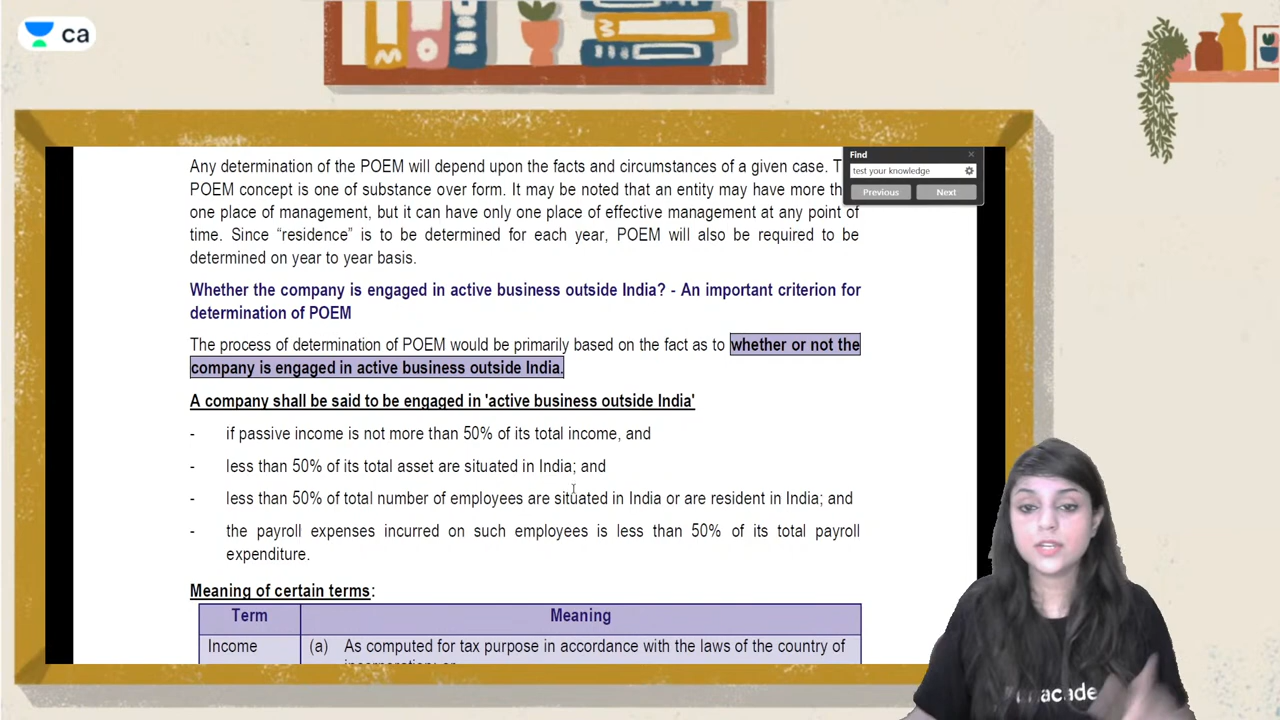 ca
Any determination of the POEM will depend upon the facts and circumstances of a given case.
POEM concept is one of substance over form. It may be noted that an entity may have more
one place of management, but it can have only one place of effective management at any point of
time. Since “residence” is to be determined for each year, POEM will also be required to be
determined on year to year basis.
Find
test your knowledge
Previous Next
Whether the company is engaged in active business outside India? - An important criterion for
determination of POEM
The process of determination of POEM would be primarily based on the fact as to whether or not the
company is engaged in active business outside India.
A company shall be said to be engaged in 'active business outside India'
- if passive income is not more than 50% of its total income, and
- less than 50% of its total asset are situated in India; and
- less than 50% of total number of employees are situated in India or are resident in India; and
- the payroll expenses incurred on such employees is less than 50% of its total payroll
expenditure.
Meaning of certain terms:
Term Meaning
Income (a) As computed for tax purpose in accordance with the laws of the country of